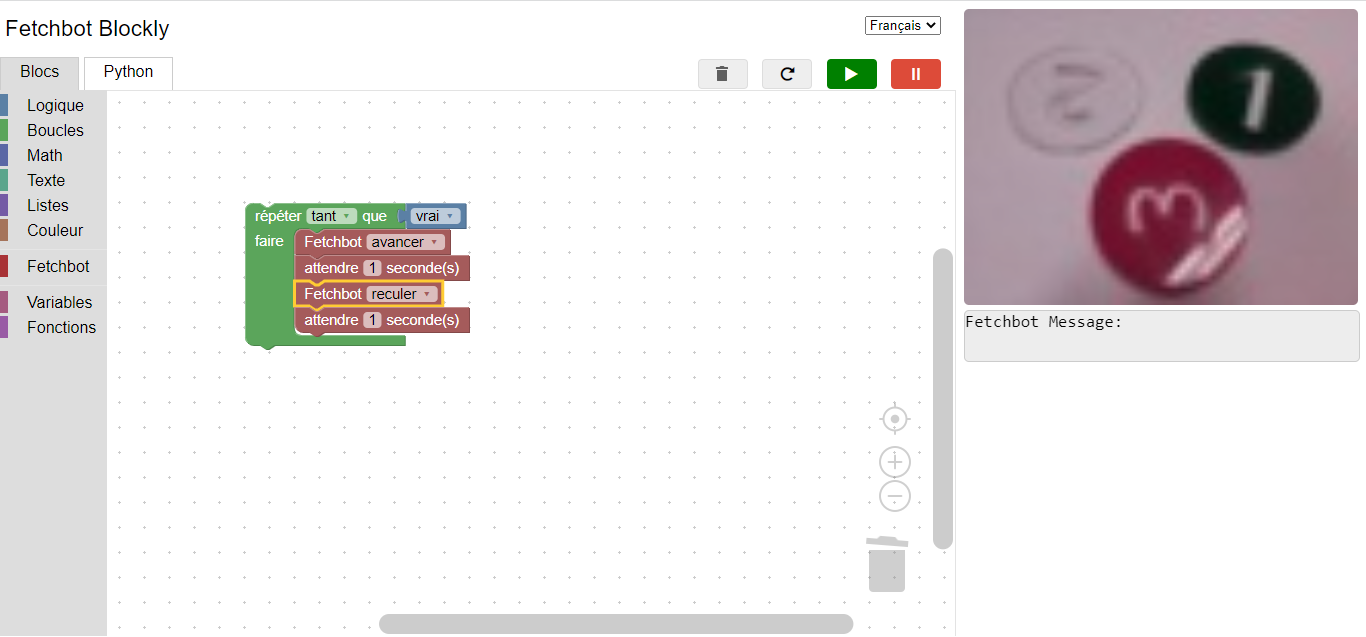 Fetchbot Blockly
Français
Blocs
Python
Logique
Boucles
Math
Texte
Listes
Couleur
Fetchbot
Variables
Fonctions
répéter tant que vrai
faire Fetchbot avancer
attendre 1 seconde(s)
Fetchbot reculer
attendre 1 seconde(s)
2
1
3
Fetchbot Message: